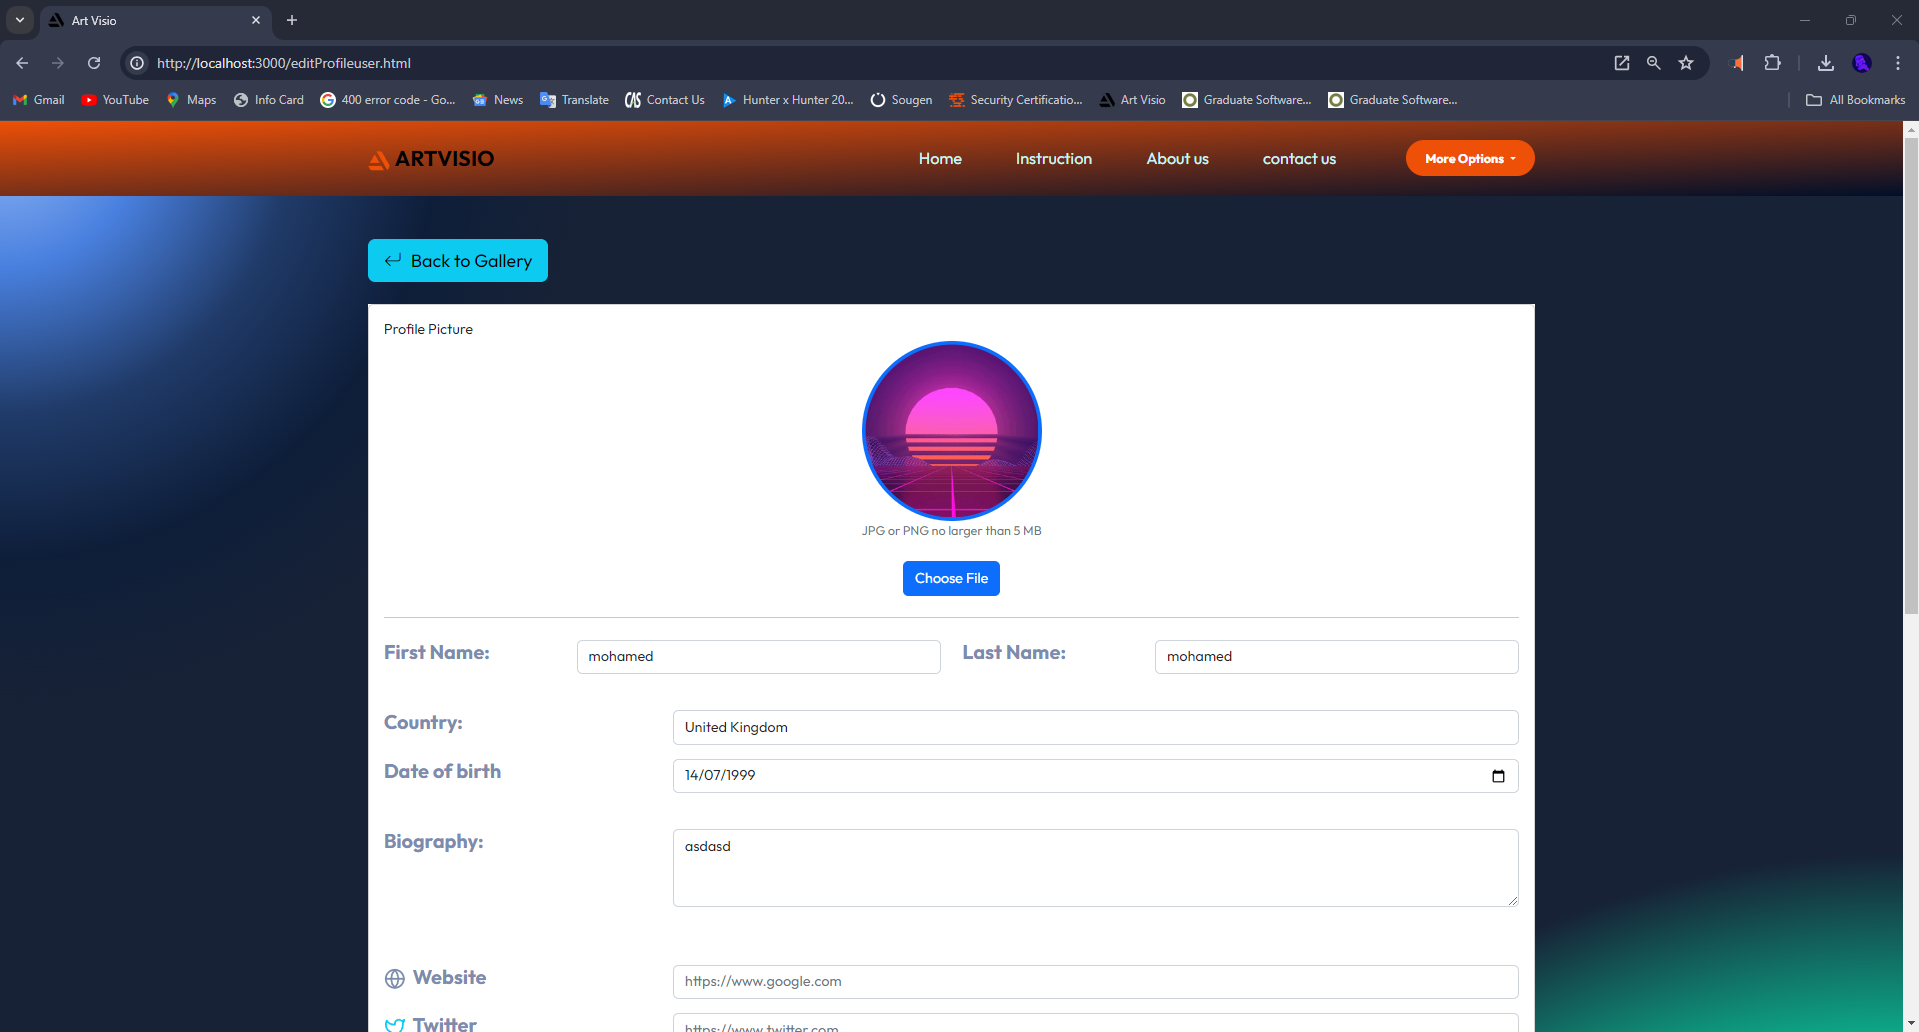 Art Visio
http://localhost:3000/editProfileuser.html
Gmail YouTube Maps Info Card 400 error code - Go... News Translate Contact Us Hunter x Hunter 20... Sougen Security Certificatio... Art Visio Graduate Software... Graduate Software... All Bookmarks
ARTVISIO Home Instruction About us contact us More Options
Back to Gallery
Profile Picture
JPG or PNG no larger than 5 MB
Choose File
First Name: mohamed Last Name: mohamed
Country: United Kingdom
Date of birth 14/07/1999
Biography: asdasd
Website https://www.google.com
Twitter https://www.twitter.com